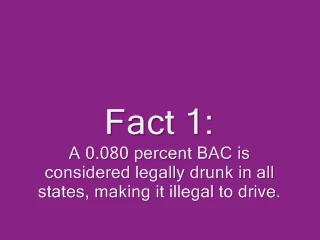 Fact 1:
A 0.080 percent BAC is
considered legally drunk in all
states, making it illegal to drive.